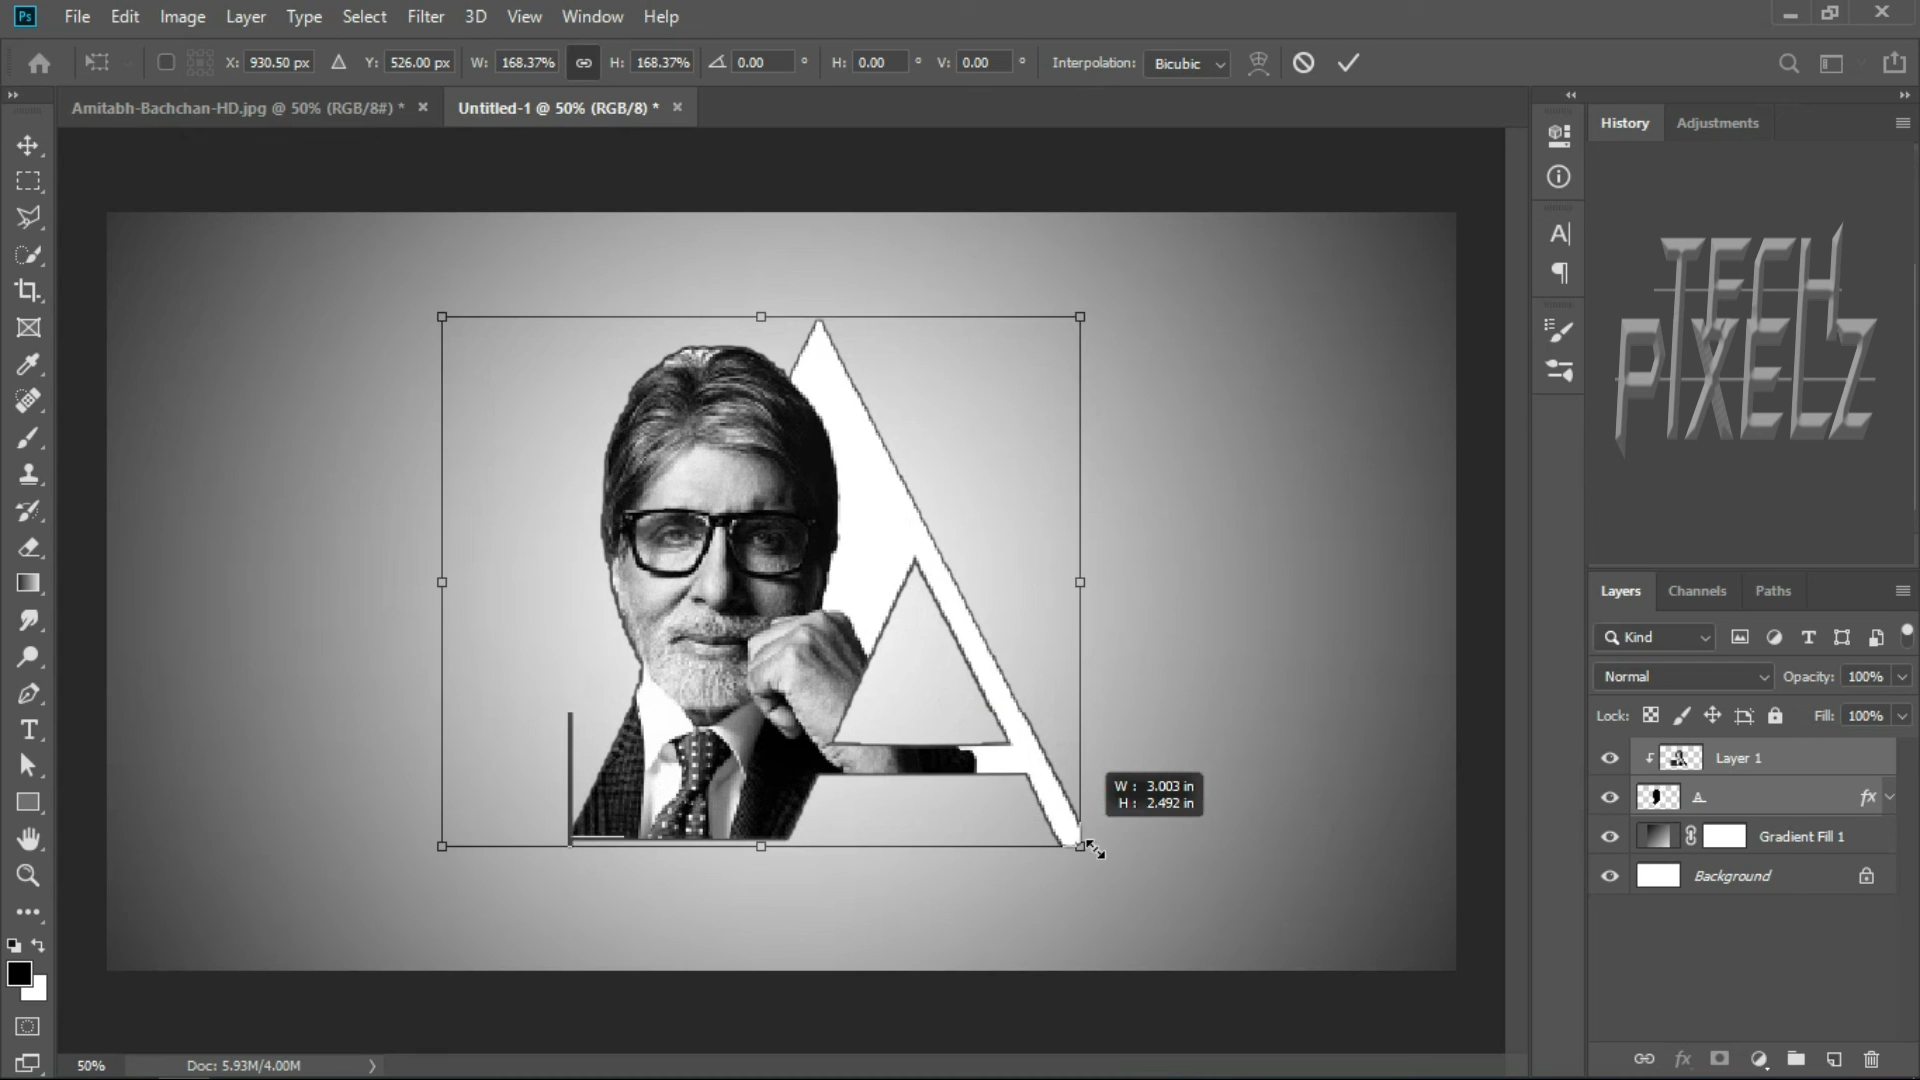 Ps File Edit Image Layer Type Select Filter 3D View Window Help
X: 930.50 px Y: 526.00 px W: 168.37% H: 168.37% 0.00 ° H: 0.00 ° V: 0.00 ° Interpolation: Bicubic
Amitabh-Bachchan-HD.jpg @ 50% (RGB/8#) * × Untitled-1 @ 50% (RGB/8) * ×
History Adjustments
TECH
PIXELZ
A
W : 3.003 in
H : 2.492 in
Layers Channels Paths
Kind
Normal Opacity: 100%
Lock: Fill: 100%
Layer 1
A fx
Gradient Fill 1
Background
50% Doc: 5.93M/4.00M
fx